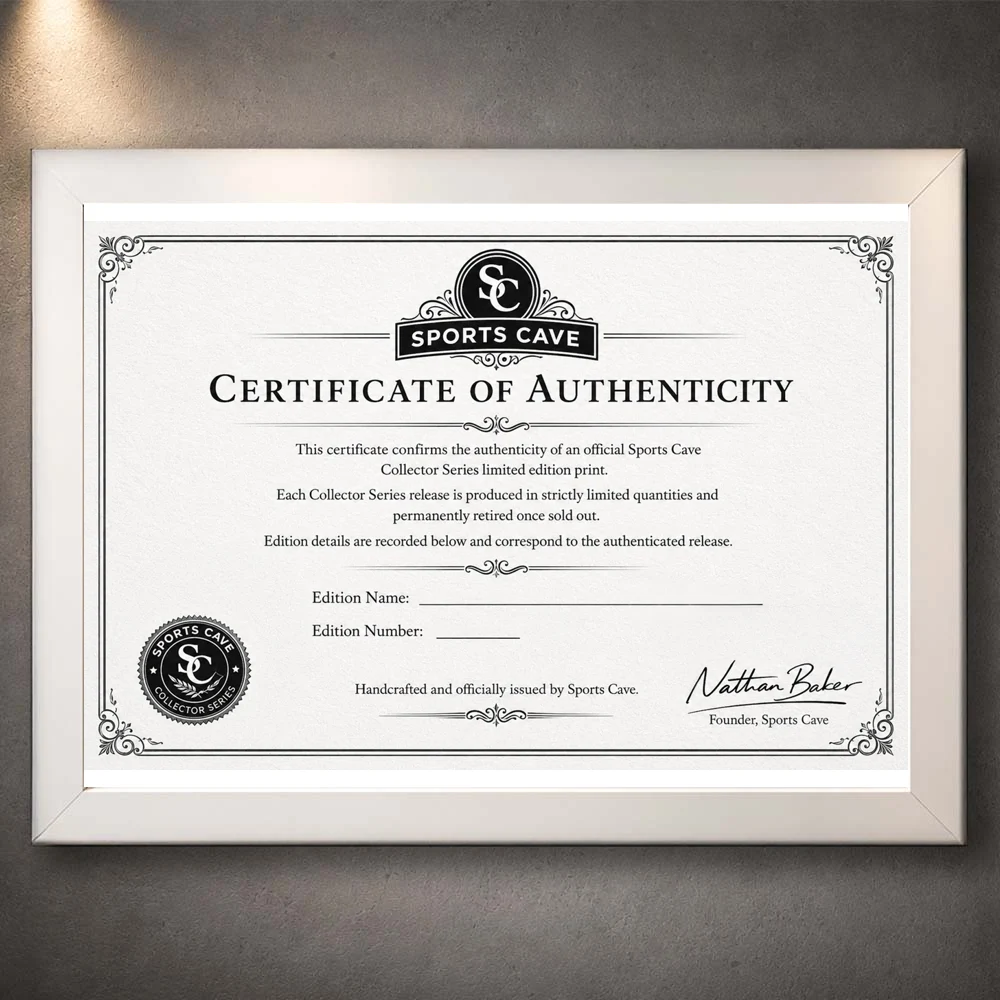 SC
SPORTS CAVE
CERTIFICATE OF AUTHENTICITY
This certificate confirms the authenticity of an official Sports Cave
Collector Series limited edition print.
Each Collector Series release is produced in strictly limited quantities and
permanently retired once sold out.
Edition details are recorded below and correspond to the authenticated release.
Edition Name:
Edition Number:
SPORTS CAVE
SC
COLLECTOR SERIES
Handcrafted and officially issued by Sports Cave.
Nathan Baker
Founder, Sports Cave